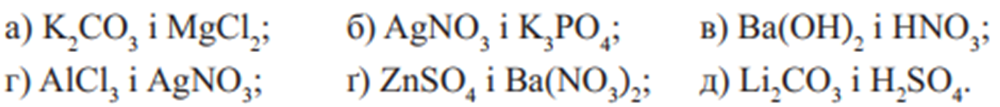 а) K₂CO₃ і MgCl₂; б) AgNO₃ і K₃PO₄; в) Ba(OH)₂ і HNO₃;
г) AlCl₃ і AgNO₃; ґ) ZnSO₄ і Ba(NO₃)₂; д) Li₂CO₃ і H₂SO₄.